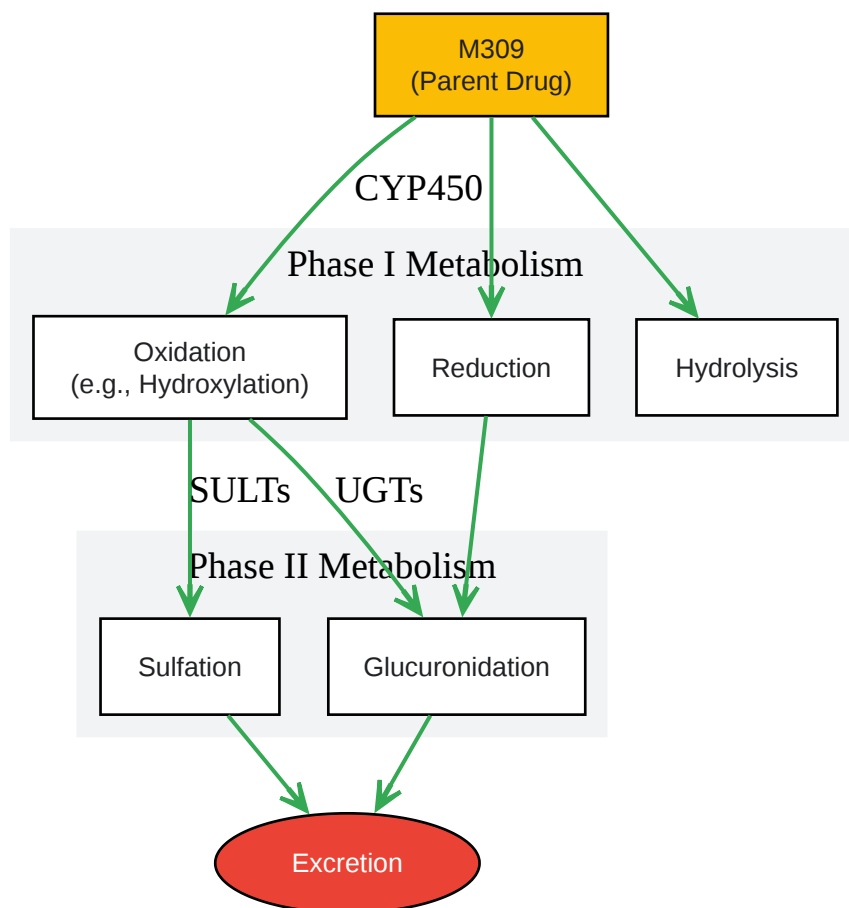 M309
(Parent Drug)
CYP450
Phase I Metabolism
Oxidation
(e.g., Hydroxylation)
Reduction
Hydrolysis
SULTs
UGTs
Phase II Metabolism
Sulfation
Glucuronidation
Excretion